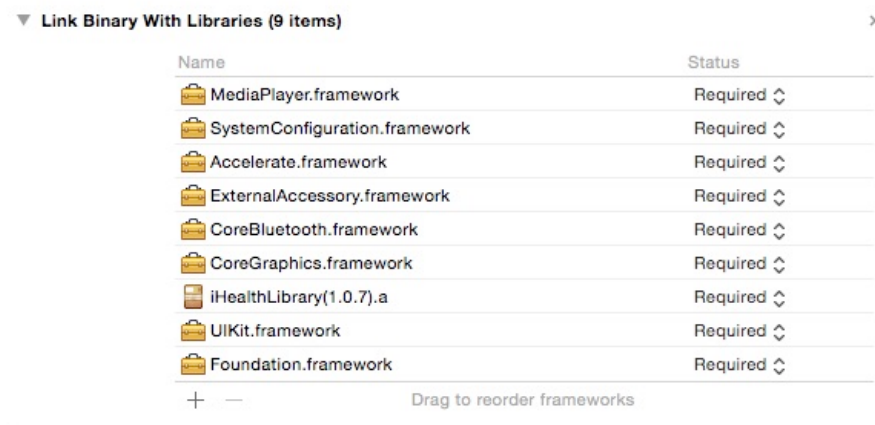 Link Binary With Libraries (9 items)
Name Status
MediaPlayer.framework Required
SystemConfiguration.framework Required
Accelerate.framework Required
ExternalAccessory.framework Required
CoreBluetooth.framework Required
CoreGraphics.framework Required
iHealthLibrary(1.0.7).a Required
UIKit.framework Required
Foundation.framework Required
+ — Drag to reorder frameworks